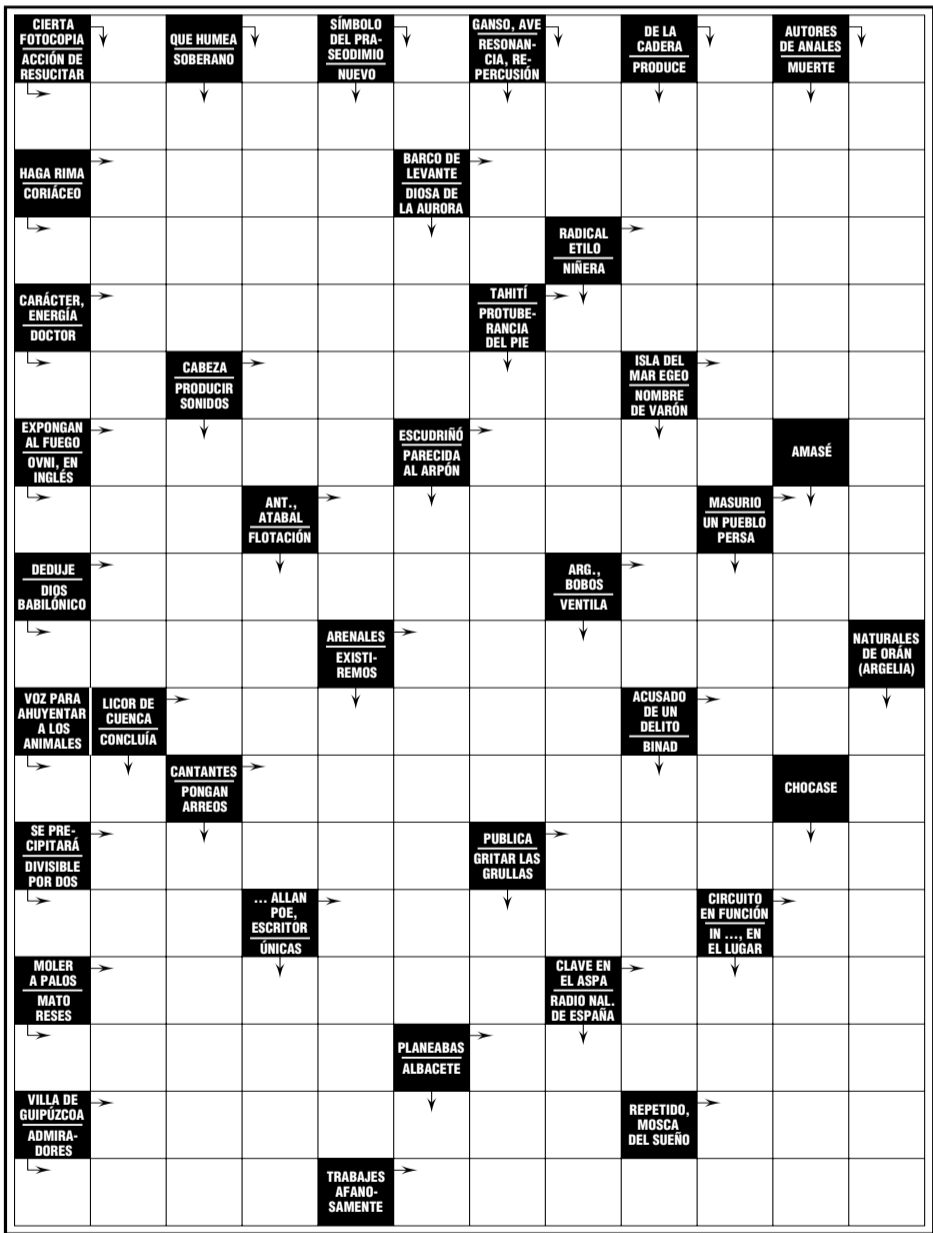 CIERTA
FOTOCOPIA
ACCIÓN DE
RESUCITAR
QUE HUMEA
SOBERANO
SÍMBOLO
DEL PRA-
SEODIMIO
NUEVO
GANSO, AVE
RESONAN-
CIA, RE-
PERCUSIÓN
DE LA
CADERA
PRODUCE
AUTORES
DE ANALES
MUERTE
HAGA RIMA
CORIÁCEO
BARCO DE
LEVANTE
DIOSA DE
LA AURORA
RADICAL
ETILO
NIÑERA
CARÁCTER,
ENERGÍA
DOCTOR
TAHITÍ
PROTUBE-
RANCIA
DEL PIE
CABEZA
PRODUCIR
SONIDOS
ISLA DEL
MAR EGEO
NOMBRE
DE VARÓN
EXPONGAN
AL FUEGO
OVNI, EN
INGLÉS
ESCUDRIÑÓ
PARECIDA
AL ARPÓN
AMASÉ
ANT.,
ATABAL
FLOTACIÓN
MASURIO
UN PUEBLO
PERSA
DEDUJE
DIOS
BABILÓNICO
ARG.,
BOBOS
VENTILA
ARENALES
EXISTI-
REMOS
NATURALES
DE ORÁN
(ARGELIA)
VOZ PARA
AHUYENTAR
A LOS
ANIMALES
LICOR DE
CUENCA
CONCLUÍA
ACUSADO
DE UN
DELITO
BINAD
CANTANTES
PONGAN
ARREOS
CHOCASE
SE PRE-
CIPITARÁ
DIVISIBLE
POR DOS
PUBLICA
GRITAR LAS
GRULLAS
... ALLAN
POE,
ESCRITOR
ÚNICAS
CIRCUITO
EN FUNCIÓN
IN ..., EN
EL LUGAR
MOLER
A PALOS
MATO
RESES
CLAVE EN
EL ASPA
RADIO NAL.
DE ESPAÑA
PLANEABAS
ALBACETE
VILLA DE
GUIPÚZCOA
ADMIRA-
DORES
REPETIDO,
MOSCA
DEL SUEÑO
TRABAJES
AFANO-
SAMENTE